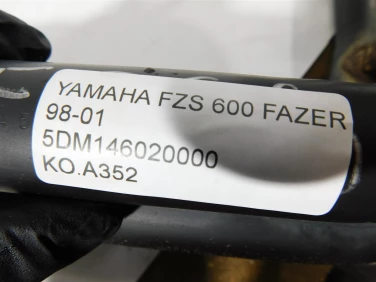 YAMAHA FZS 600 FAZER
98-01
5DM146020000
KO.A352